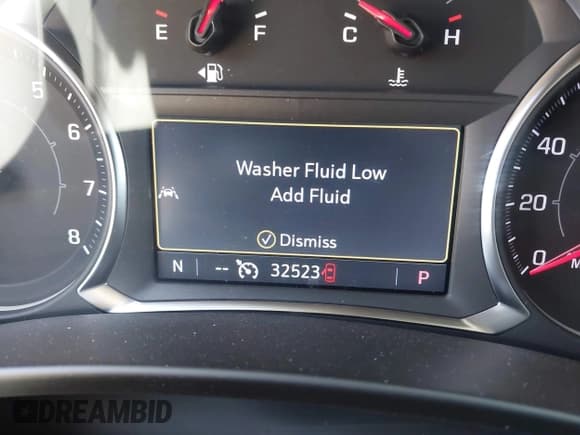 E F C H
5
6
7
8
Washer Fluid Low
Add Fluid
Dismiss
N -- 32523 P
40
20
0
M
DREAMBID